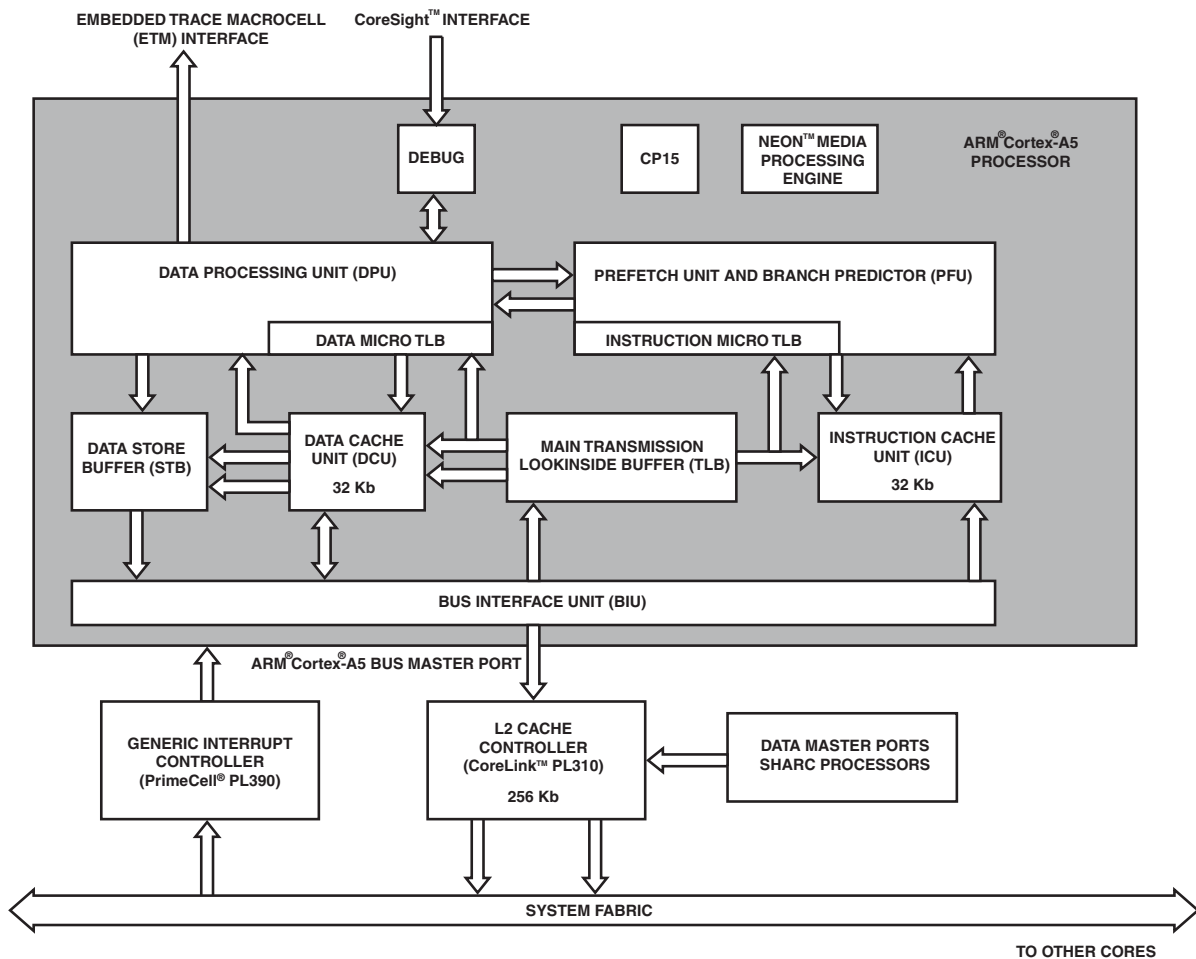 EMBEDDED TRACE MACROCELL
(ETM) INTERFACE
CoreSight™ INTERFACE
DEBUG
CP15
NEON™ MEDIA
PROCESSING
ENGINE
ARM® Cortex®-A5
PROCESSOR
DATA PROCESSING UNIT (DPU)
PREFETCH UNIT AND BRANCH PREDICTOR (PFU)
DATA MICRO TLB
INSTRUCTION MICRO TLB
DATA STORE
BUFFER (STB)
DATA CACHE
UNIT (DCU)
32 Kb
MAIN TRANSMISSION
LOOKINSIDE BUFFER (TLB)
INSTRUCTION CACHE
UNIT (ICU)
32 Kb
BUS INTERFACE UNIT (BIU)
ARM® Cortex®-A5 BUS MASTER PORT
GENERIC INTERRUPT
CONTROLLER
(PrimeCell® PL390)
L2 CACHE
CONTROLLER
(CoreLink™ PL310)
256 Kb
DATA MASTER PORTS
SHARC PROCESSORS
SYSTEM FABRIC
TO OTHER CORES